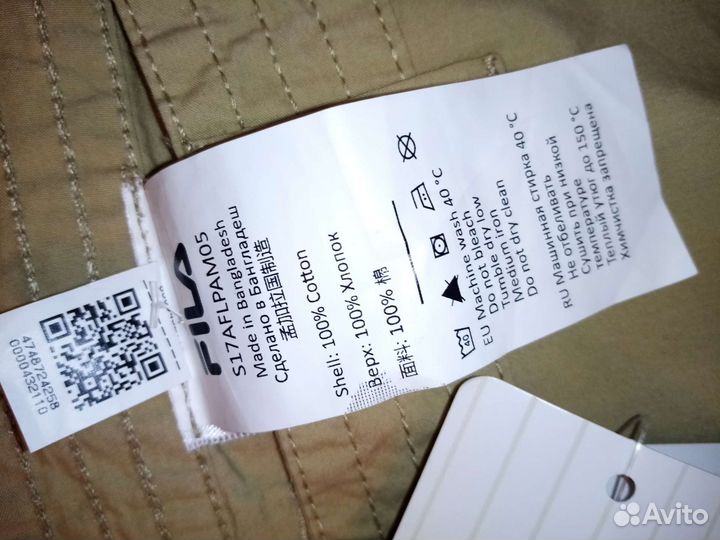 FILA
S17AFLPAM05
Made in Bangladesh
Сделано в Бангладеш
孟加拉国制造
Shell: 100% Cotton
Верх: 100% Хлопок
面料: 100% 棉
40
EU Machine wash 40 °C
Do not bleach
Do not dry low
Tumble iron
Medium dry clean
Do not
RU Машинная стирка 40 °C
Не отбеливать
Не сушить при низкой
температуре
Теплый утюг до 150 °C
Химчистка запрещена
4748724258
0000432110
Avito